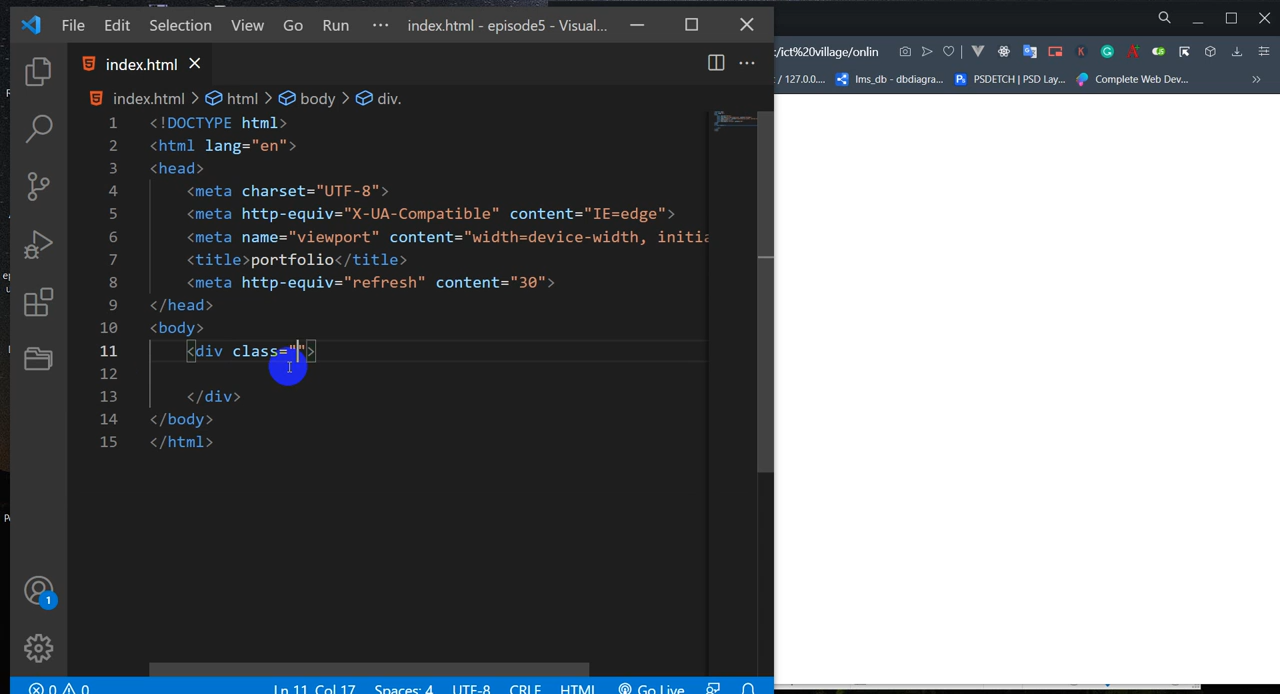 File Edit Selection View Go Run ··· index.html - episode5 - Visual...
index.html
index.html > html > body > div.
1 <!DOCTYPE html>
2 <html lang="en">
3 <head>
4 <meta charset="UTF-8">
5 <meta http-equiv="X-UA-Compatible" content="IE=edge">
6 <meta name="viewport" content="width=device-width, initia
7 <title>portfolio</title>
8 <meta http-equiv="refresh" content="30">
9 </head>
10 <body>
11 <div class="">
12
13 </div>
14 </body>
15 </html>
1
0 0 Ln 11, Col 17 Spaces: 4 UTF-8 CRLF HTML Go Live
:/ict%20village/onlin
/ 127.0.0.... lms_db - dbdiagra... PSDETCH | PSD Lay... Complete Web Dev... »